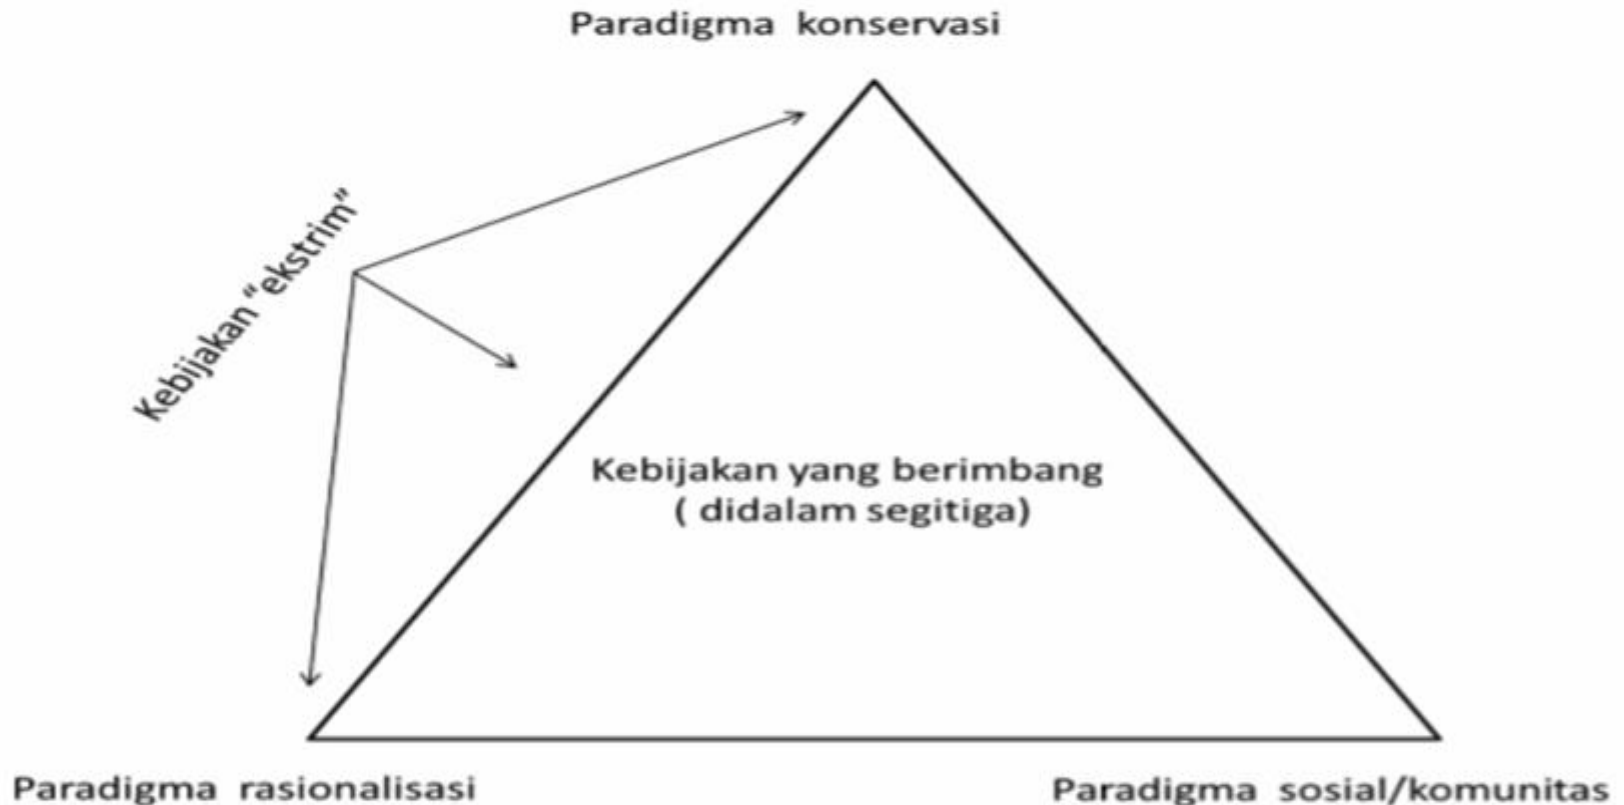 Paradigma konservasi
Kebijakan "ekstrim"
Kebijakan yang berimbang
( didalam segitiga)
Paradigma rasionalisasi
Paradigma sosial/komunitas